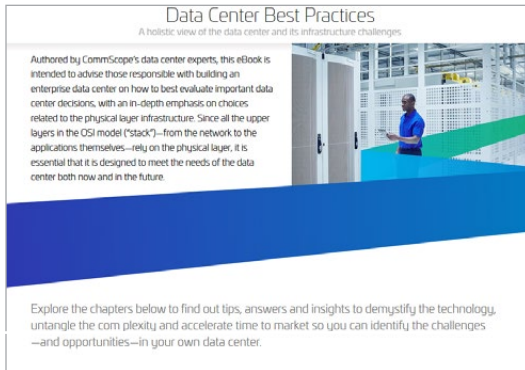 Data Center Best Practices
A holistic view of the data center and its infrastructure challenges
Authored by CommScope's data center experts, this eBook is
intended to advise those responsible with building an
enterprise data center on how to best evaluate important data
center decisions, with an in-depth emphasis on choices
related to the physical layer infrastructure. Since all the upper
layers in the OSI model ("stack")—from the network to the
applications themselves—rely on the physical layer, it is
essential that it is designed to meet the needs of the data
center both now and in the future.
Explore the chapters below to find out tips, answers and insights to demystify the technology,
untangle the com plexity and accelerate time to market so you can identify the challenges
—and opportunities—in your own data center.